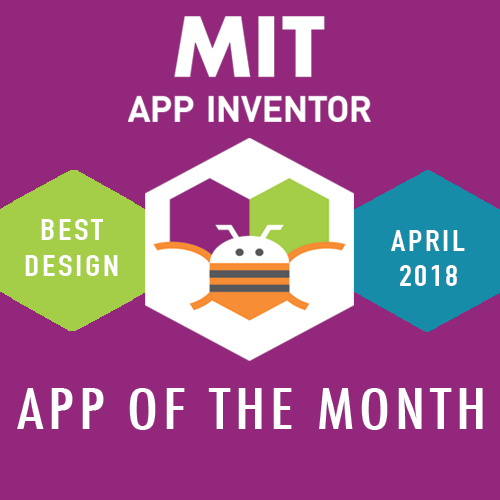 MIT
APP INVENTOR
BEST
DESIGN
APRIL
2018
APP OF THE MONTH